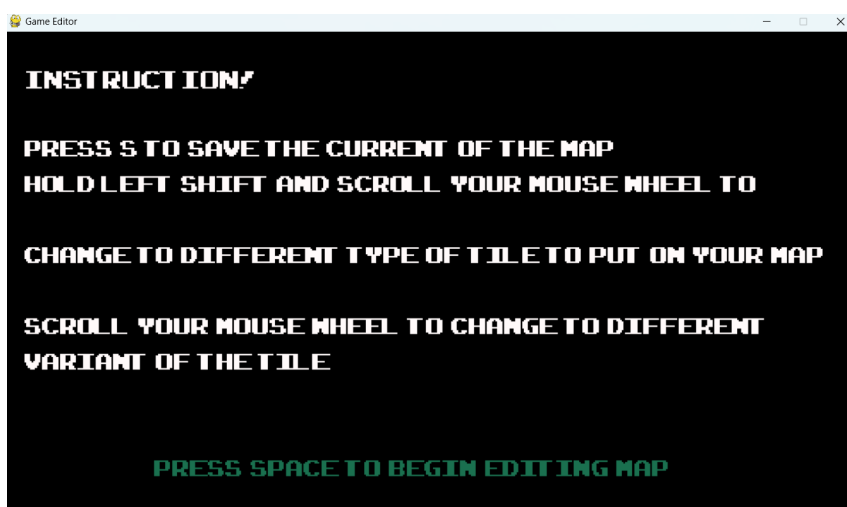 Game Editor
INSTRUCTION!
PRESS S TO SAVE THE CURRENT OF THE MAP
HOLD LEFT SHIFT AND SCROLL YOUR MOUSE WHEEL TO
CHANGE TO DIFFERENT TYPE OF TILE TO PUT ON YOUR MAP
SCROLL YOUR MOUSE WHEEL TO CHANGE TO DIFFERENT
VARIANT OF THE TILE
PRESS SPACE TO BEGIN EDITING MAP